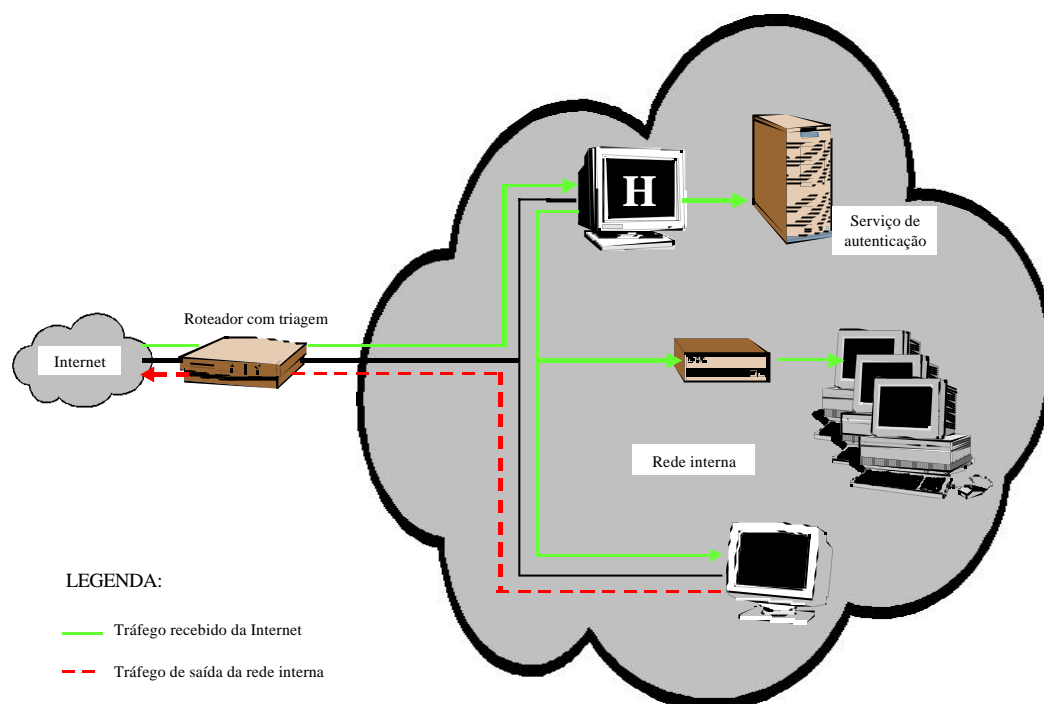 H
Serviço de
autenticação
Roteador com triagem
Internet
Rede interna
LEGENDA:
Tráfego recebido da Internet
Tráfego de saída da rede interna